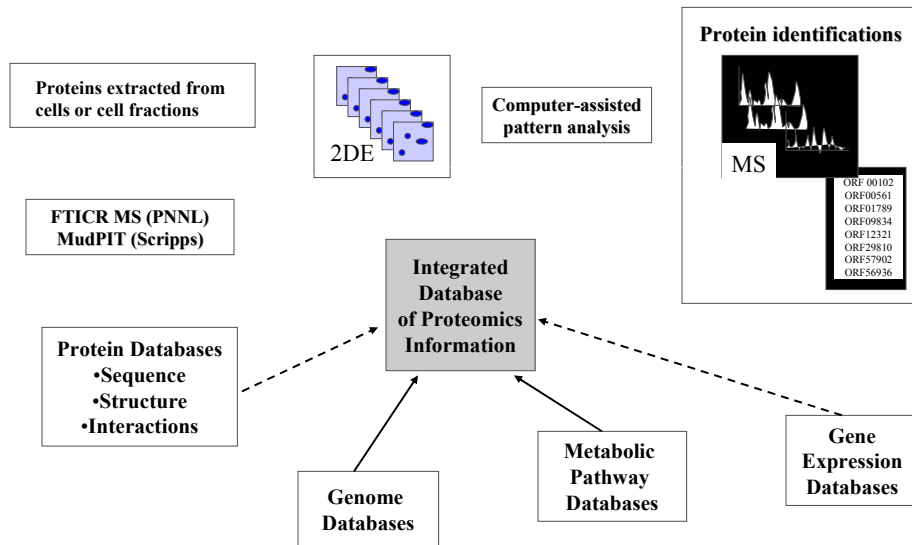 Proteins extracted from
cells or cell fractions
2DE
Computer-assisted
pattern analysis
Protein identifications
MS
ORF 00102
ORF00561
ORF01789
ORF09834
ORF12321
ORF29810
ORF57902
ORF56936
FTICR MS (PNNL)
MudPIT (Scripps)
Integrated
Database
of Proteomics
Information
Protein Databases
•Sequence
•Structure
•Interactions
Genome
Databases
Metabolic
Pathway
Databases
Gene
Expression
Databases